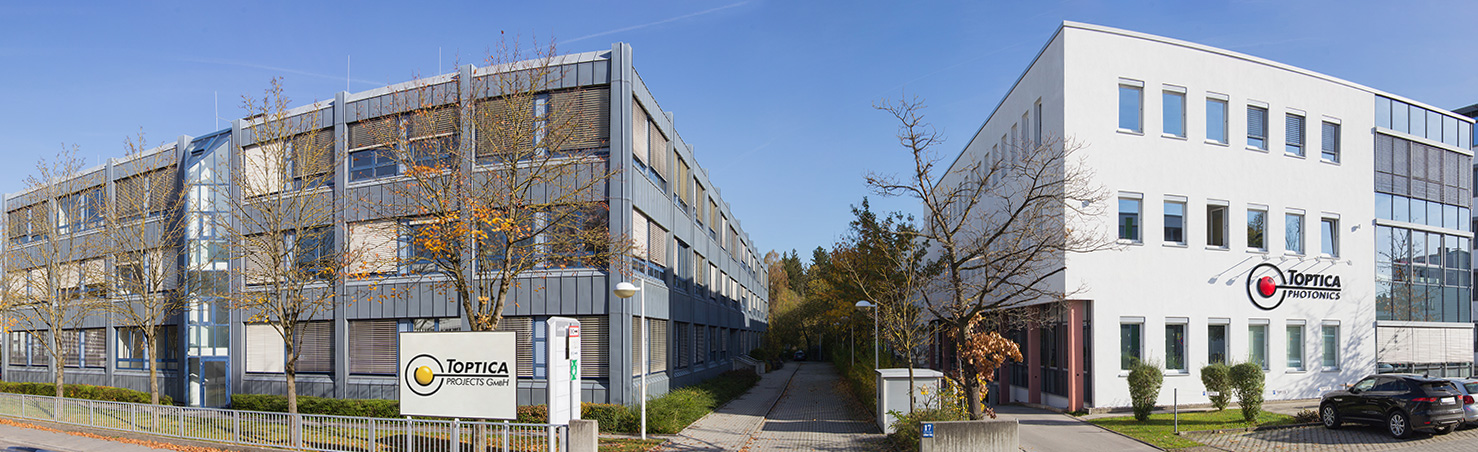 TOPTICA
PROJECTS GMBH
TOPTICA
PHOTONICS
17